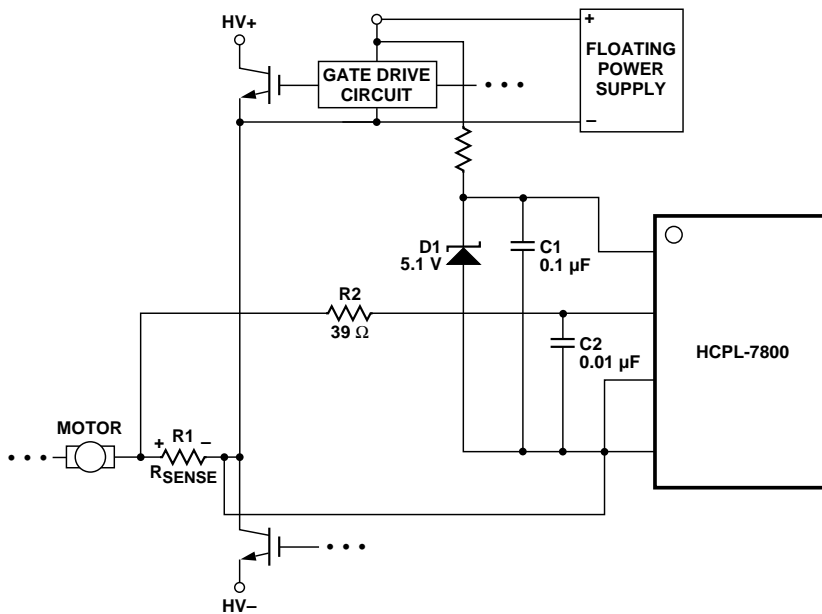 HV+
+
FLOATING
POWER
SUPPLY
–
GATE DRIVE
CIRCUIT
• • •
D1
5.1 V
C1
0.1 µF
R2
39 Ω
C2
0.01 µF
HCPL-7800
MOTOR
• • •
+ R1 –
RSENSE
• • •
HV–